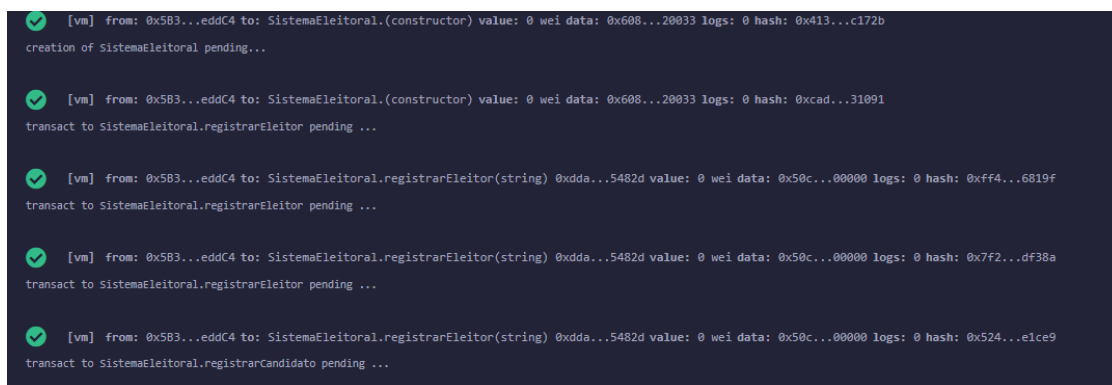 [vm] from: 0x5B3...eddC4 to: SistemaEleitoral.(constructor) value: 0 wei data: 0x608...20033 logs: 0 hash: 0x413...c172b
creation of SistemaEleitoral pending...
[vm] from: 0x5B3...eddC4 to: SistemaEleitoral.(constructor) value: 0 wei data: 0x608...20033 logs: 0 hash: 0xcad...31091
transact to SistemaEleitoral.registrarEleitor pending ...
[vm] from: 0x5B3...eddC4 to: SistemaEleitoral.registrarEleitor(string) 0xdda...5482d value: 0 wei data: 0x50c...00000 logs: 0 hash: 0xff4...6819f
transact to SistemaEleitoral.registrarEleitor pending ...
[vm] from: 0x5B3...eddC4 to: SistemaEleitoral.registrarEleitor(string) 0xdda...5482d value: 0 wei data: 0x50c...00000 logs: 0 hash: 0x7f2...df38a
transact to SistemaEleitoral.registrarEleitor pending ...
[vm] from: 0x5B3...eddC4 to: SistemaEleitoral.registrarEleitor(string) 0xdda...5482d value: 0 wei data: 0x50c...00000 logs: 0 hash: 0x524...e1ce9
transact to SistemaEleitoral.registrarCandidato pending ...